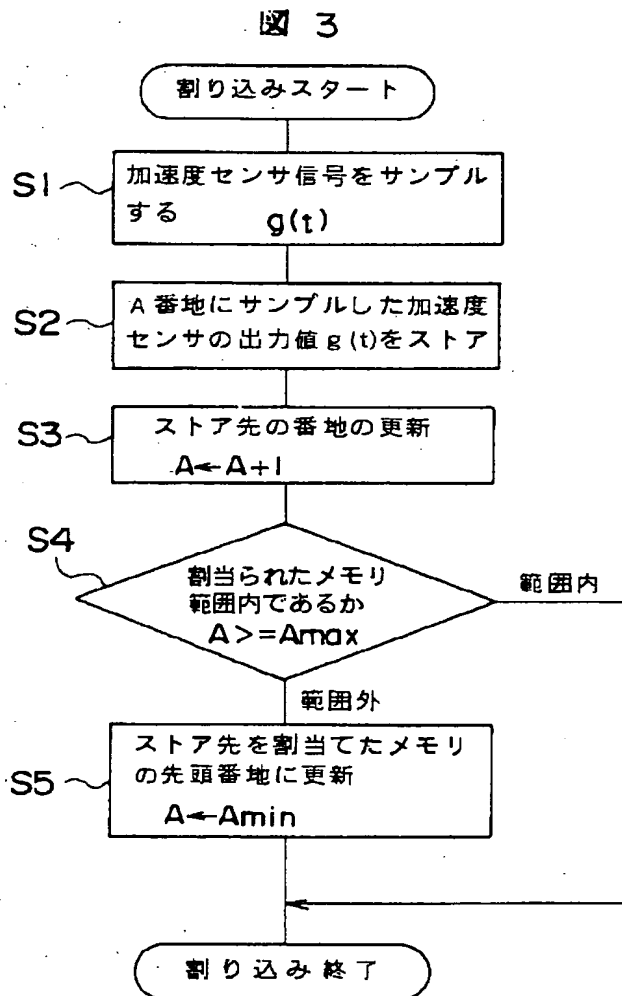 図 3
割り込みスタート
S1
加速度センサ信号をサンプル
する g(t)
S2
A 番地にサンプルした加速度
センサの出力値 g(t)をストア
S3
ストア先の番地の更新
A←A+1
S4
割当られたメモリ
範囲内であるか
A>=Amax
範囲内
範囲外
S5
ストア先を割当てたメモリ
の先頭番地に更新
A←Amin
割り込み終了